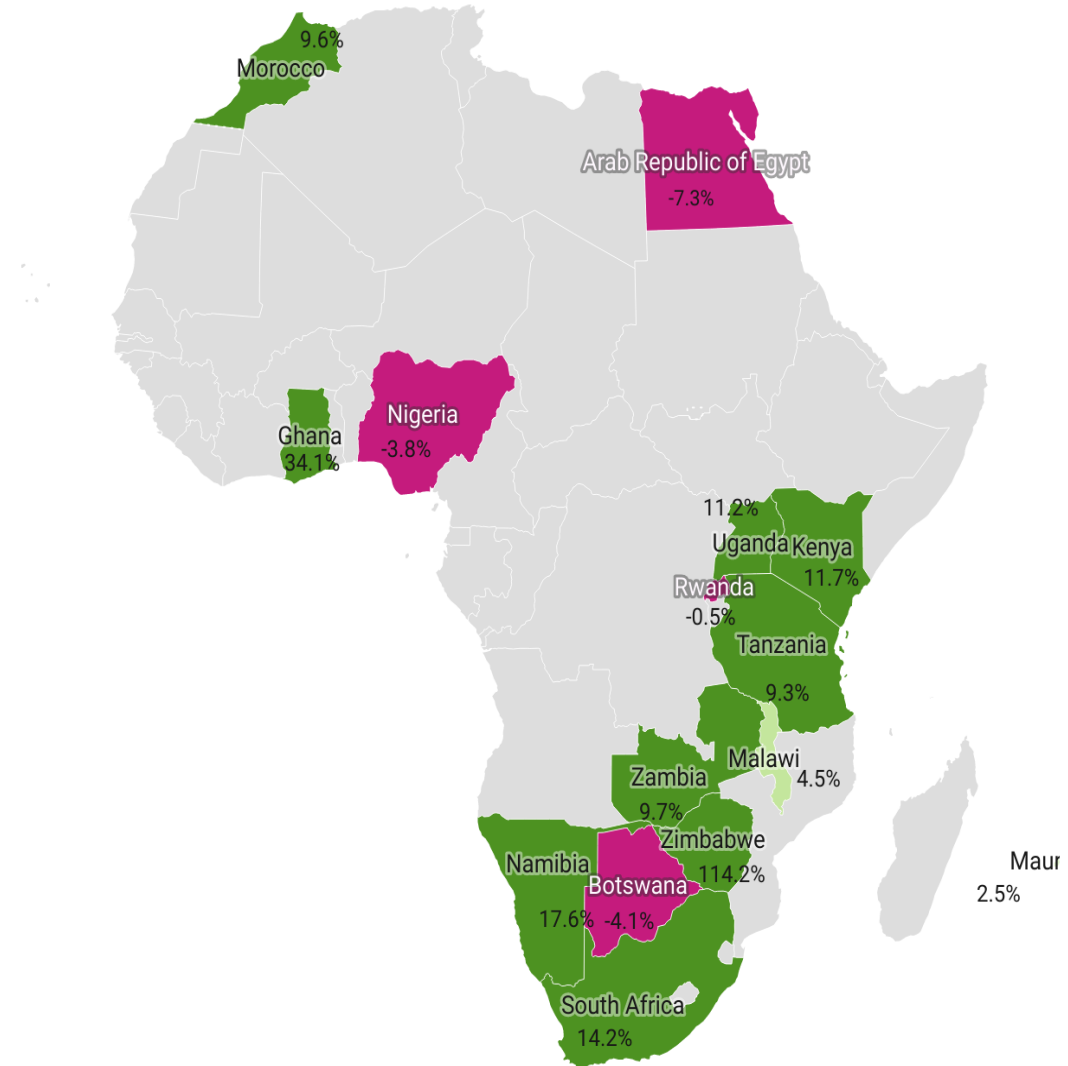 9.6%
Morocco
Arab Republic of Egypt
-7.3%
Nigeria
-3.8%
Ghana
34.1%
11.2%
Uganda
Kenya
11.7%
Rwanda
-0.5%
Tanzania
9.3%
Malawi
4.5%
Zambia
9.7%
Zimbabwe
114.2%
Namibia
17.6%
Botswana
-4.1%
Maur
2.5%
South Africa
14.2%